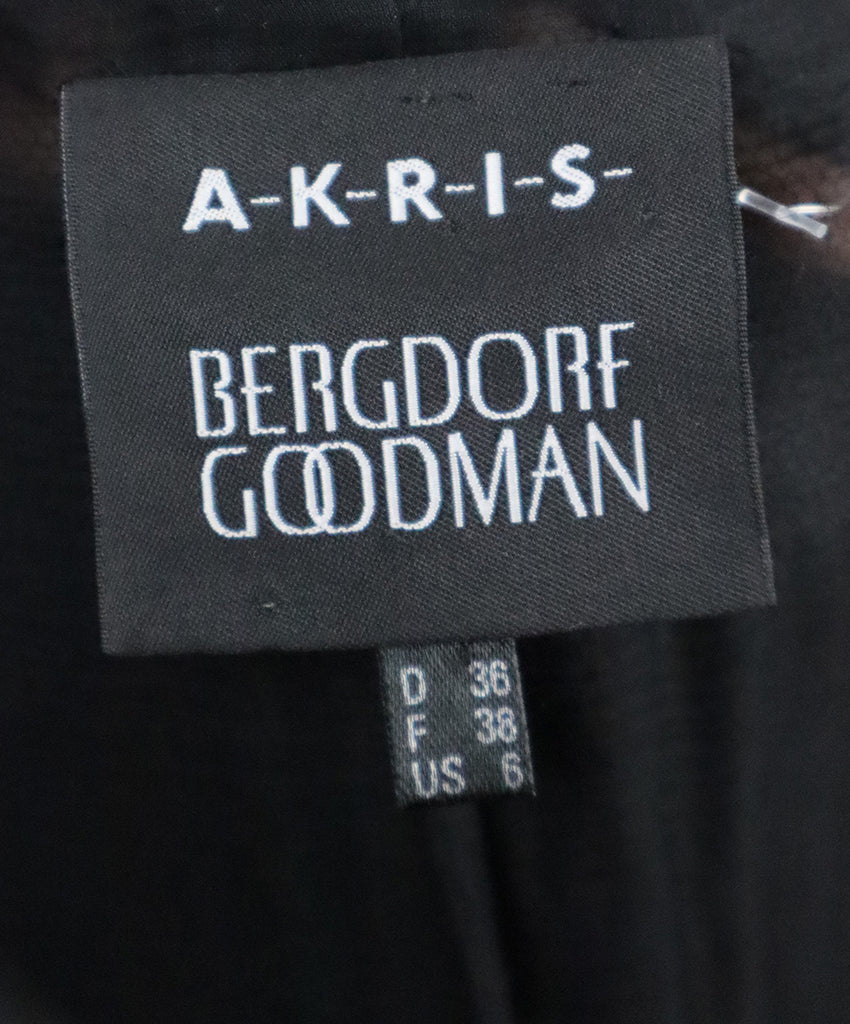 A-K-R-I-S-
BERGDORF
GOODMAN
D 36
F 38
US 6